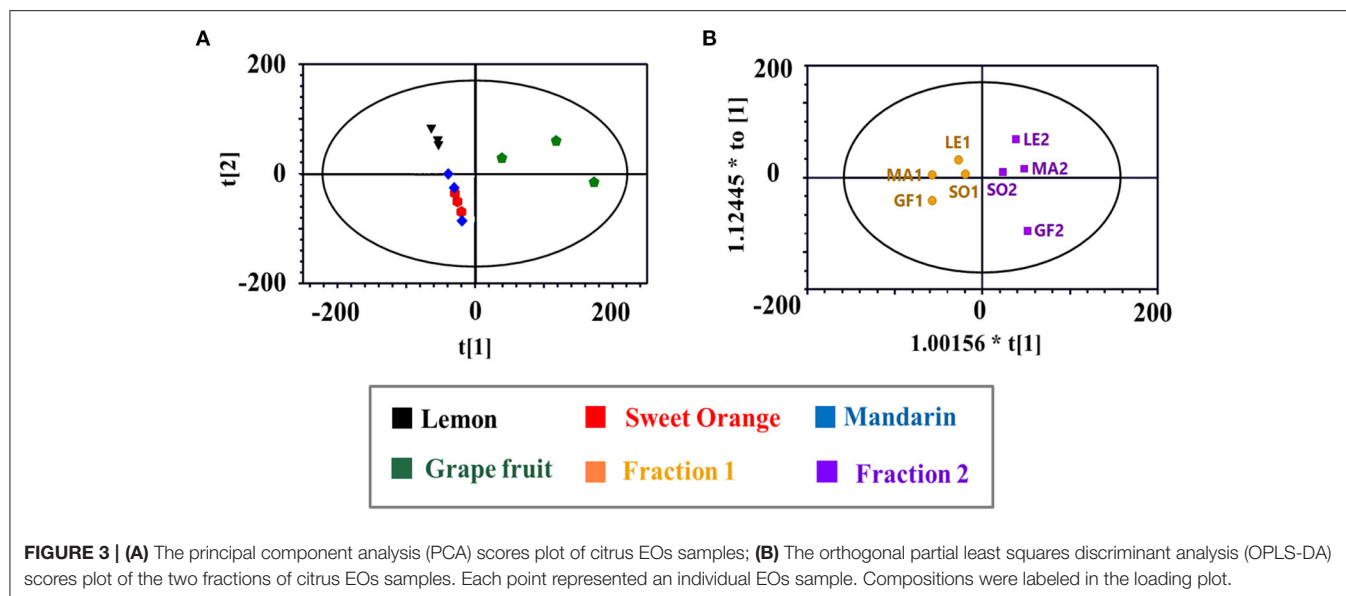 A
200
0
-200
t[2]
-200
0
200
t[1]
B
200
0
-200
1.12445 * to [1]
LE1
MA1
SO1
GF1
LE2
MA2
SO2
GF2
0
200
1.00156 * t[1]
Lemon
Sweet Orange
Mandarin
Grape fruit
Fraction 1
Fraction 2
FIGURE 3 | (A) The principal component analysis (PCA) scores plot of citrus EOs samples; (B) The orthogonal partial least squares discriminant analysis (OPLS-DA)
scores plot of the two fractions of citrus EOs samples. Each point represented an individual EOs sample. Compositions were labeled in the loading plot.